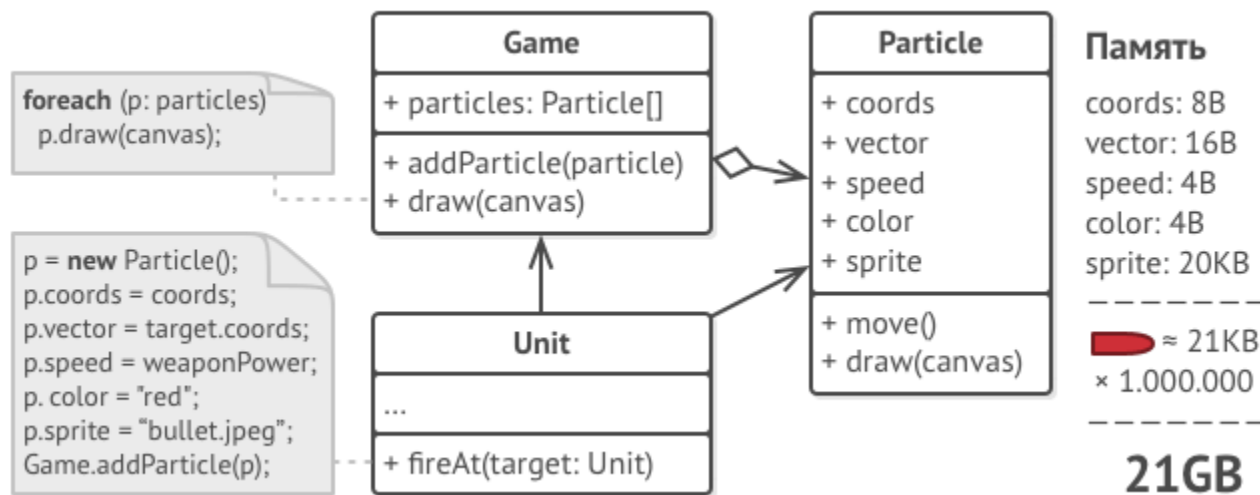 foreach (p: particles)
p.draw(canvas);
p = new Particle();
p.coords = coords;
p.vector = target.coords;
p.speed = weaponPower;
p. color = "red";
p.sprite = “bullet.jpeg”;
Game.addParticle(p);
Game
+ particles: Particle[]
+ addParticle(particle)
+ draw(canvas)
Unit
...
+ fireAt(target: Unit)
Particle
+ coords
+ vector
+ speed
+ color
+ sprite
+ move()
+ draw(canvas)
Память
coords: 8B
vector: 16B
speed: 4B
color: 4B
sprite: 20KB
≈ 21KB
× 1.000.000
21GB